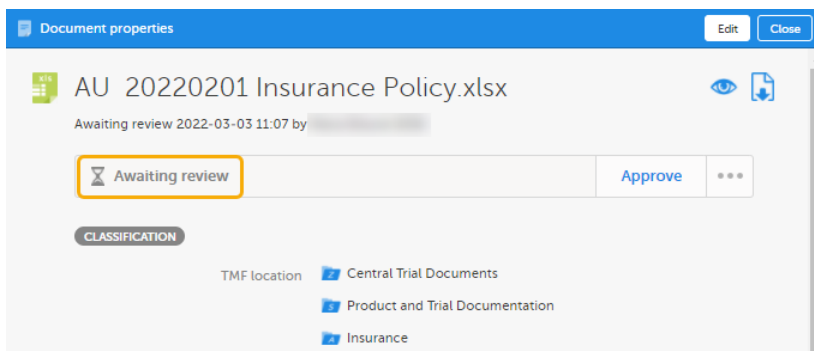 Document properties
Edit
Close
xls
AU 20220201 Insurance Policy.xlsx
Awaiting review 2022-03-03 11:07 by
Awaiting review
Approve
CLASSIFICATION
TMF location
Z
Central Trial Documents
S
Product and Trial Documentation
A
Insurance